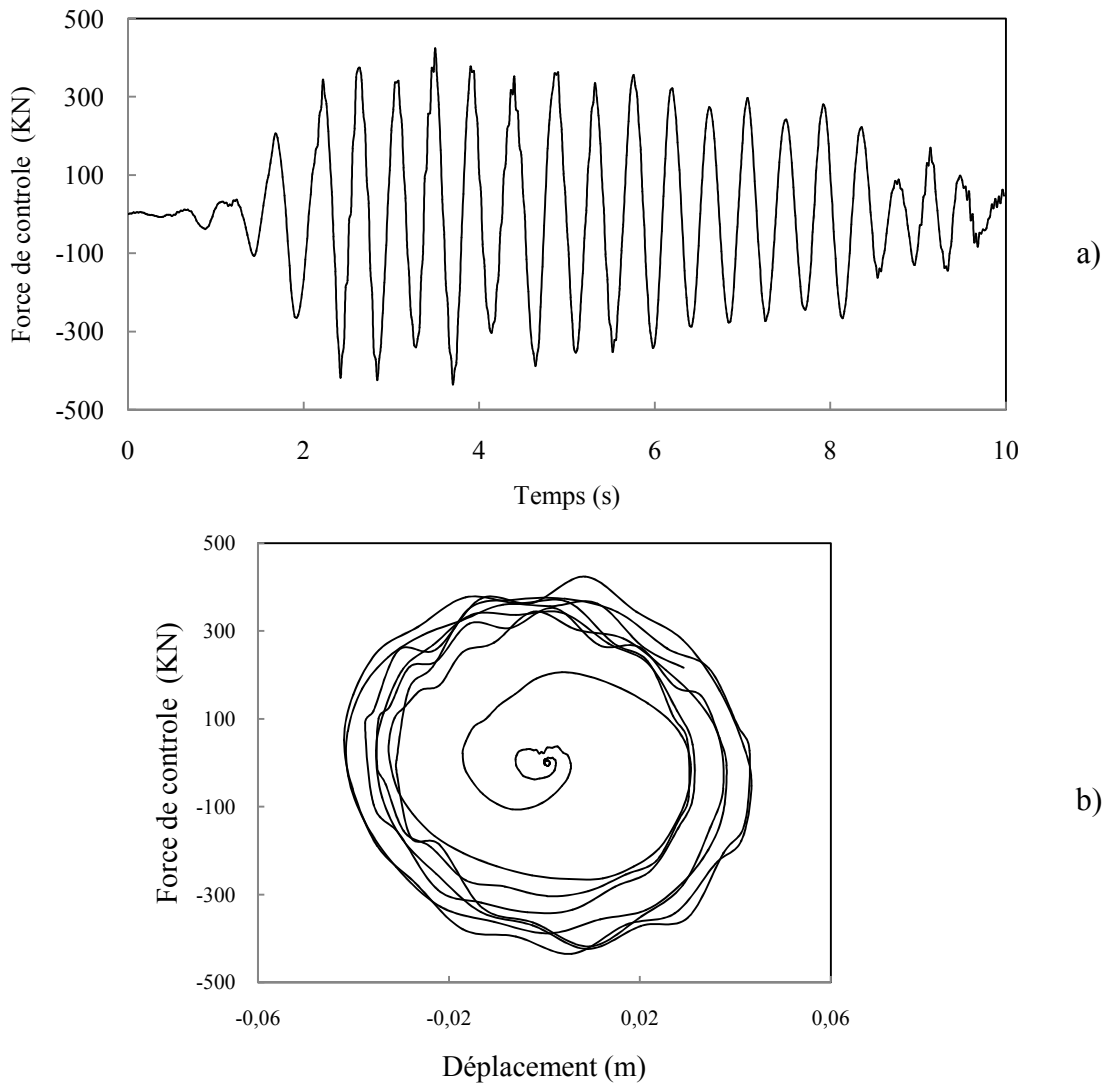 500
300
100
-100
-300
-500
Force de controle (KN)
0 2 4 6 8 10
Temps (s)
a)
500
300
100
-100
-300
-500
Force de controle (KN)
-0,06 -0,02 0,02 0,06
Déplacement (m)
b)